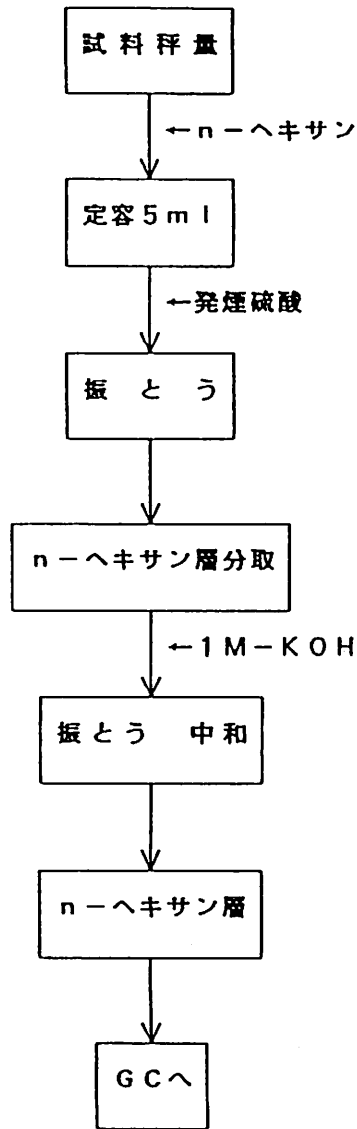 試料秤量
←n－ヘキサン
定容５ｍｌ
←発煙硫酸
振とう
n－ヘキサン層分取
←１Ｍ－ＫＯＨ
振とう　中和
n－ヘキサン層
ＧＣへ